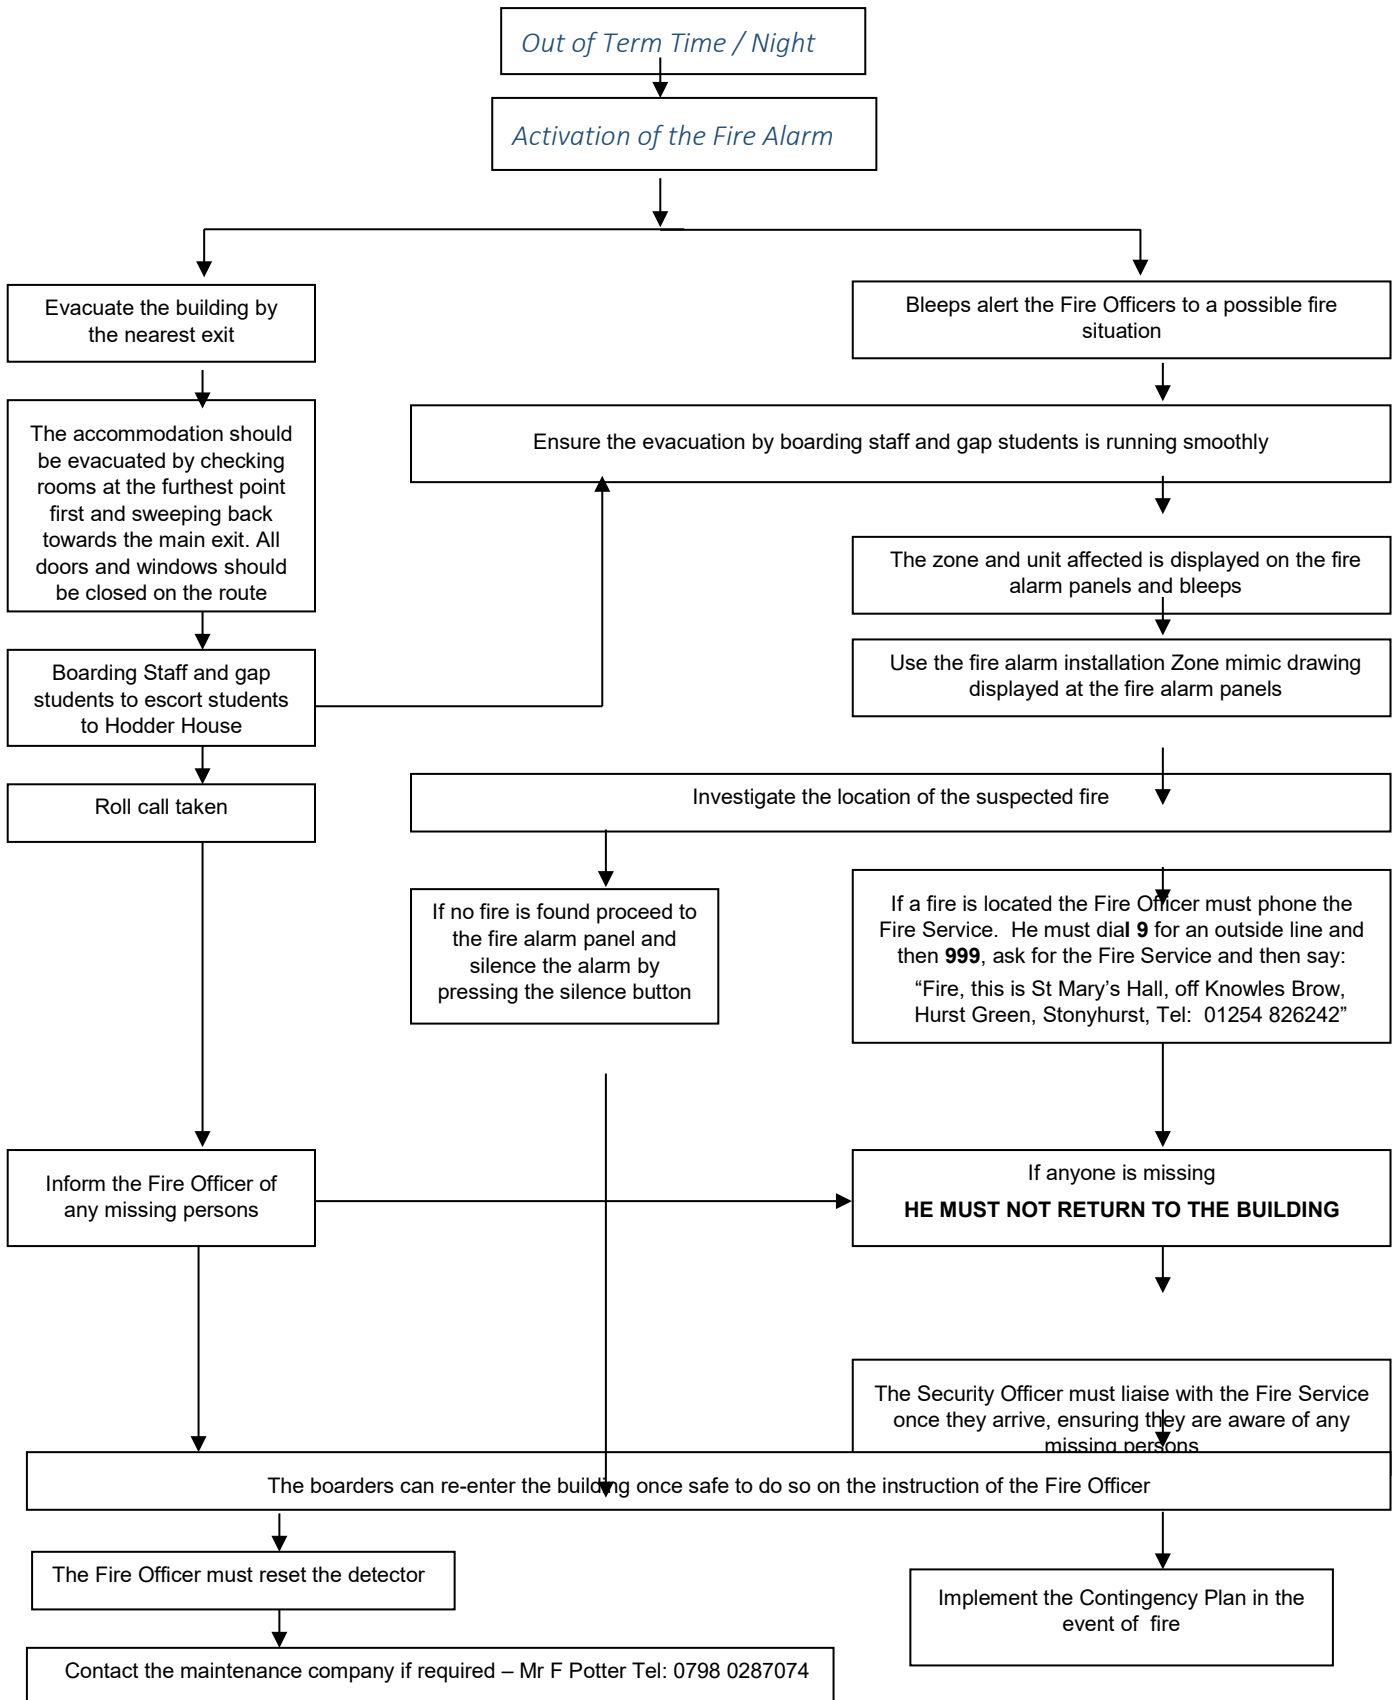 Out of Term Time / Night
Activation of the Fire Alarm
Evacuate the building by
the nearest exit
Bleeps alert the Fire Officers to a possible fire
situation
The accommodation should
be evacuated by checking
rooms at the furthest point
first and sweeping back
towards the main exit. All
doors and windows should
be closed on the route
Ensure the evacuation by boarding staff and gap students is running smoothly
The zone and unit affected is displayed on the fire
alarm panels and bleeps
Boarding Staff and gap
students to escort students
to Hodder House
Use the fire alarm installation Zone mimic drawing
displayed at the fire alarm panels
Roll call taken
Investigate the location of the suspected fire
If no fire is found proceed to
the fire alarm panel and
silence the alarm by
pressing the silence button
If a fire is located the Fire Officer must phone the
Fire Service.  He must dial 9 for an outside line and
then 999, ask for the Fire Service and then say:
“Fire, this is St Mary’s Hall, off Knowles Brow,
Hurst Green, Stonyhurst, Tel:  01254 826242”
Inform the Fire Officer of
any missing persons
If anyone is missing
HE MUST NOT RETURN TO THE BUILDING
The Security Officer must liaise with the Fire Service
once they arrive, ensuring they are aware of any
missing persons
The boarders can re-enter the building once safe to do so on the instruction of the Fire Officer
The Fire Officer must reset the detector
Implement the Contingency Plan in the
event of  fire
Contact the maintenance company if required – Mr F Potter Tel: 0798 0287074